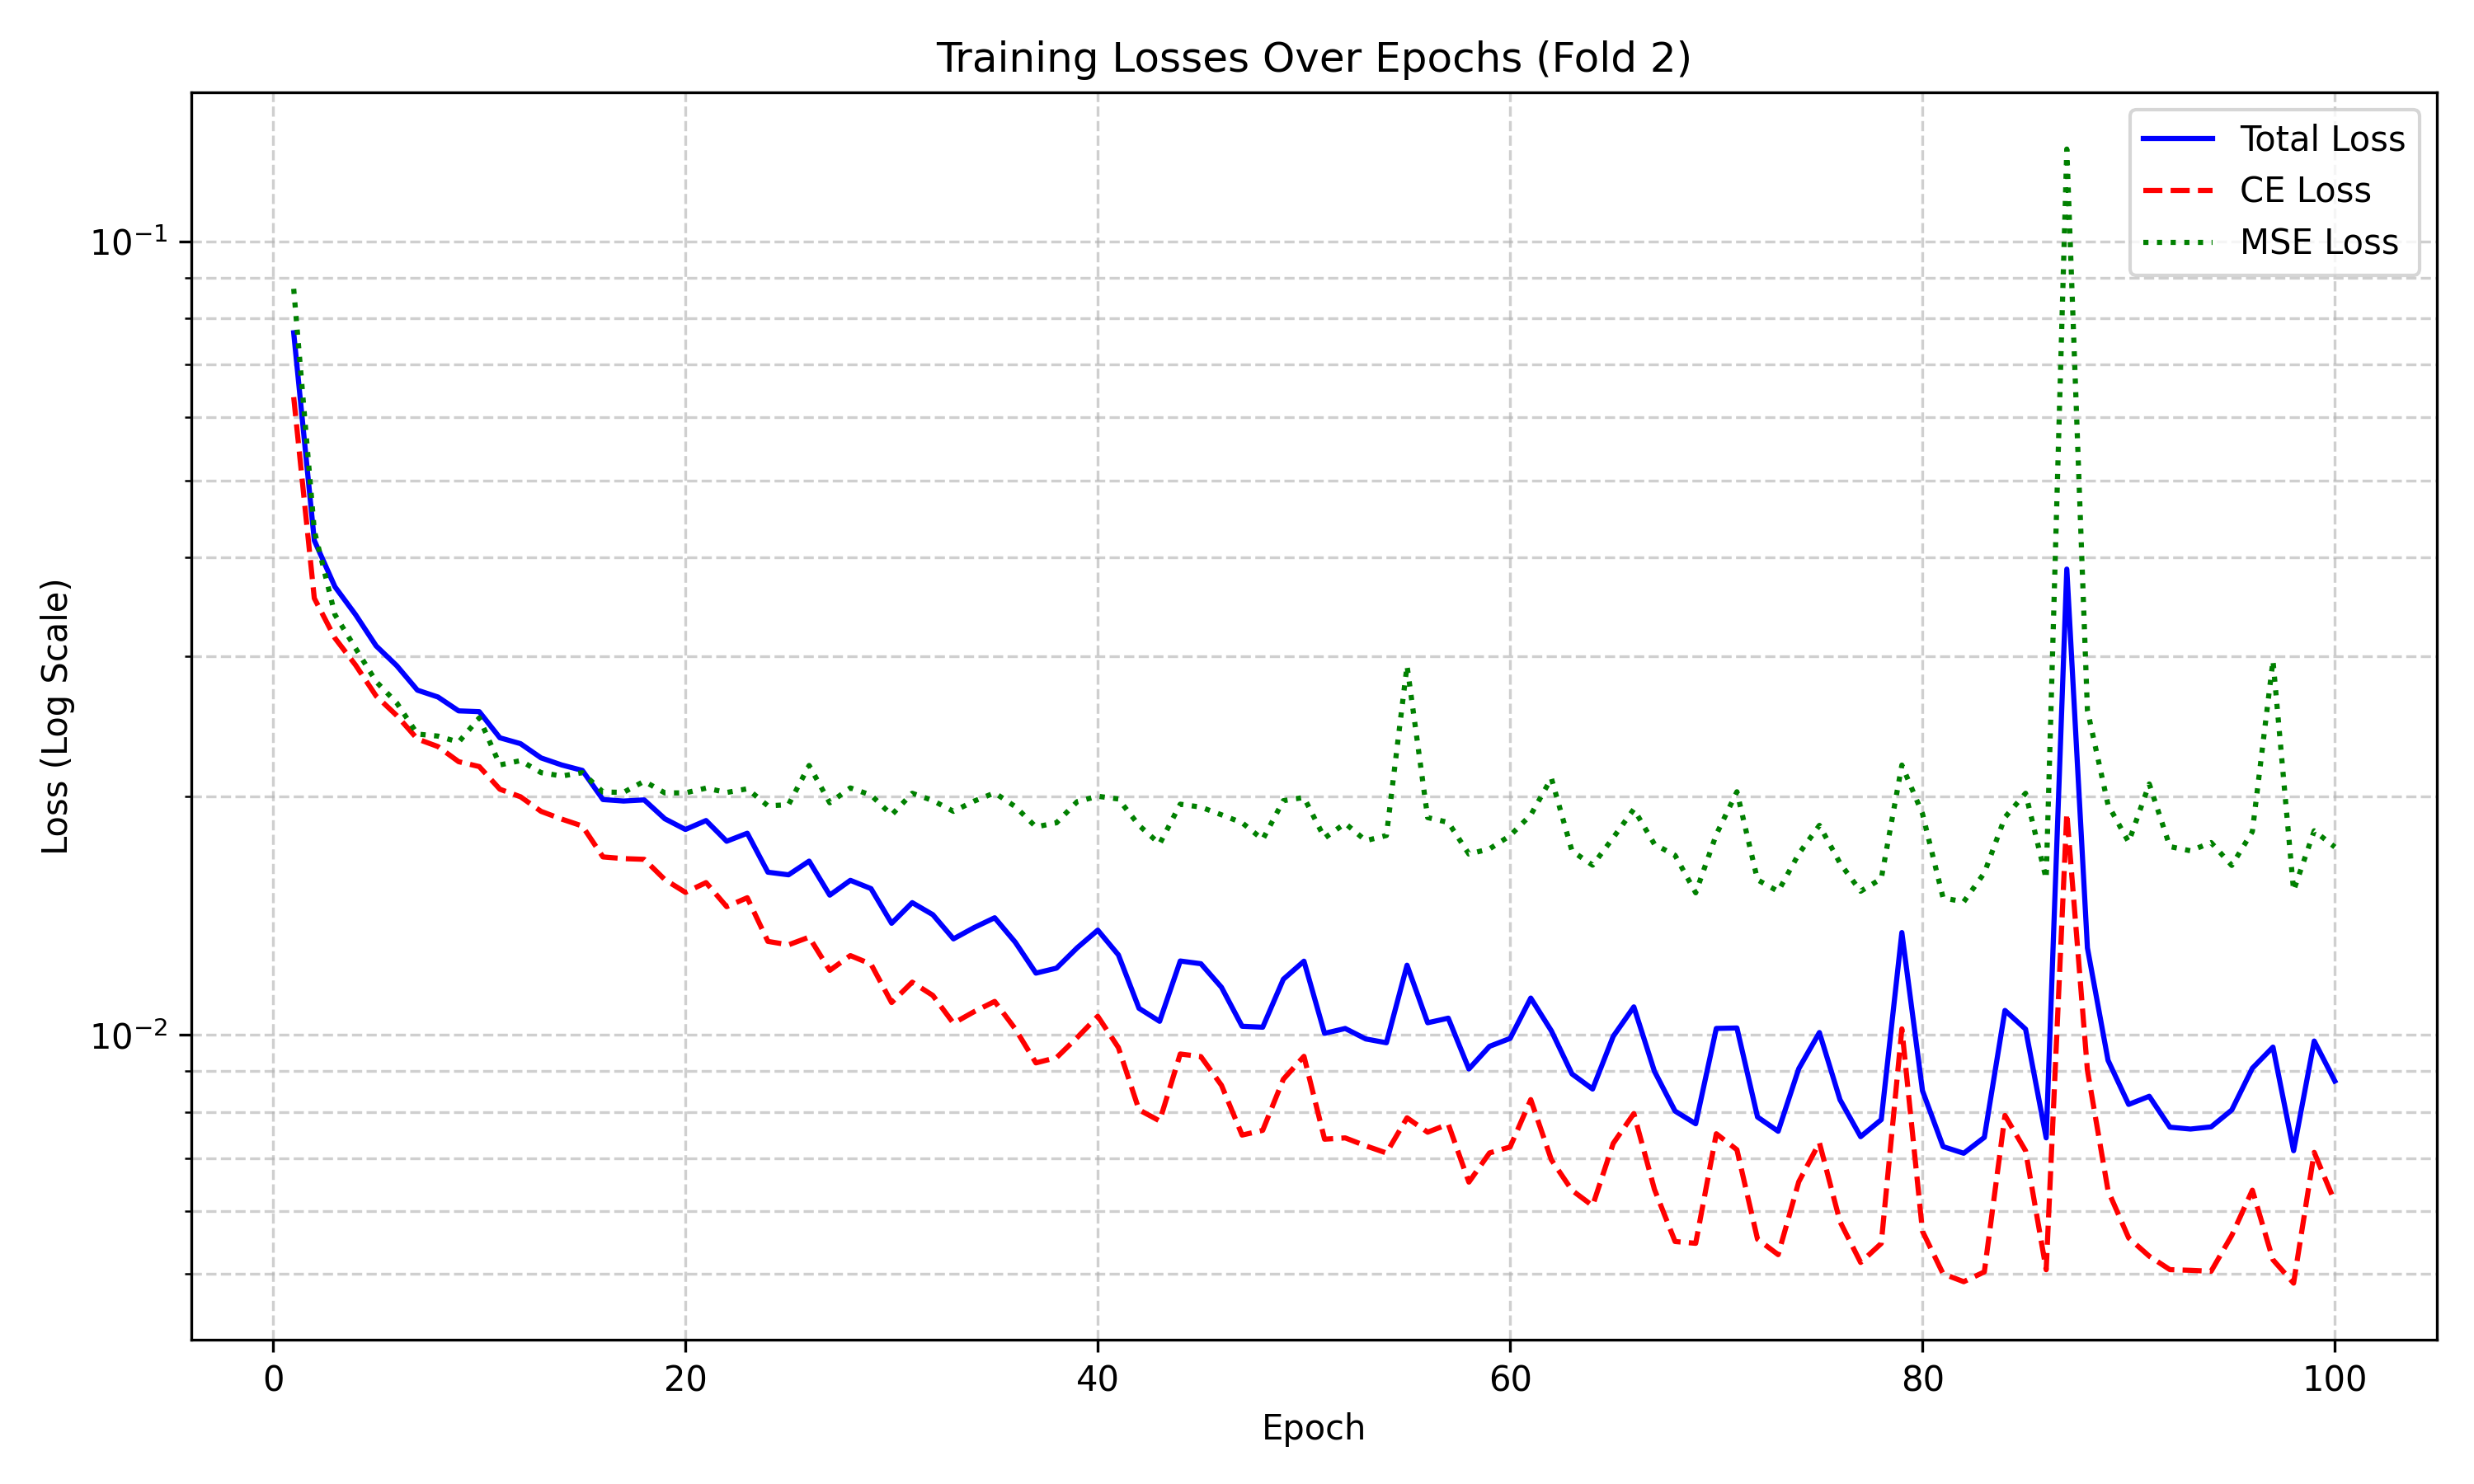 Training Losses Over Epochs (Fold 2)
Total Loss
CE Loss
MSE Loss
10⁻¹
10⁻²
Loss (Log Scale)
0 20 40 60 80 100
Epoch